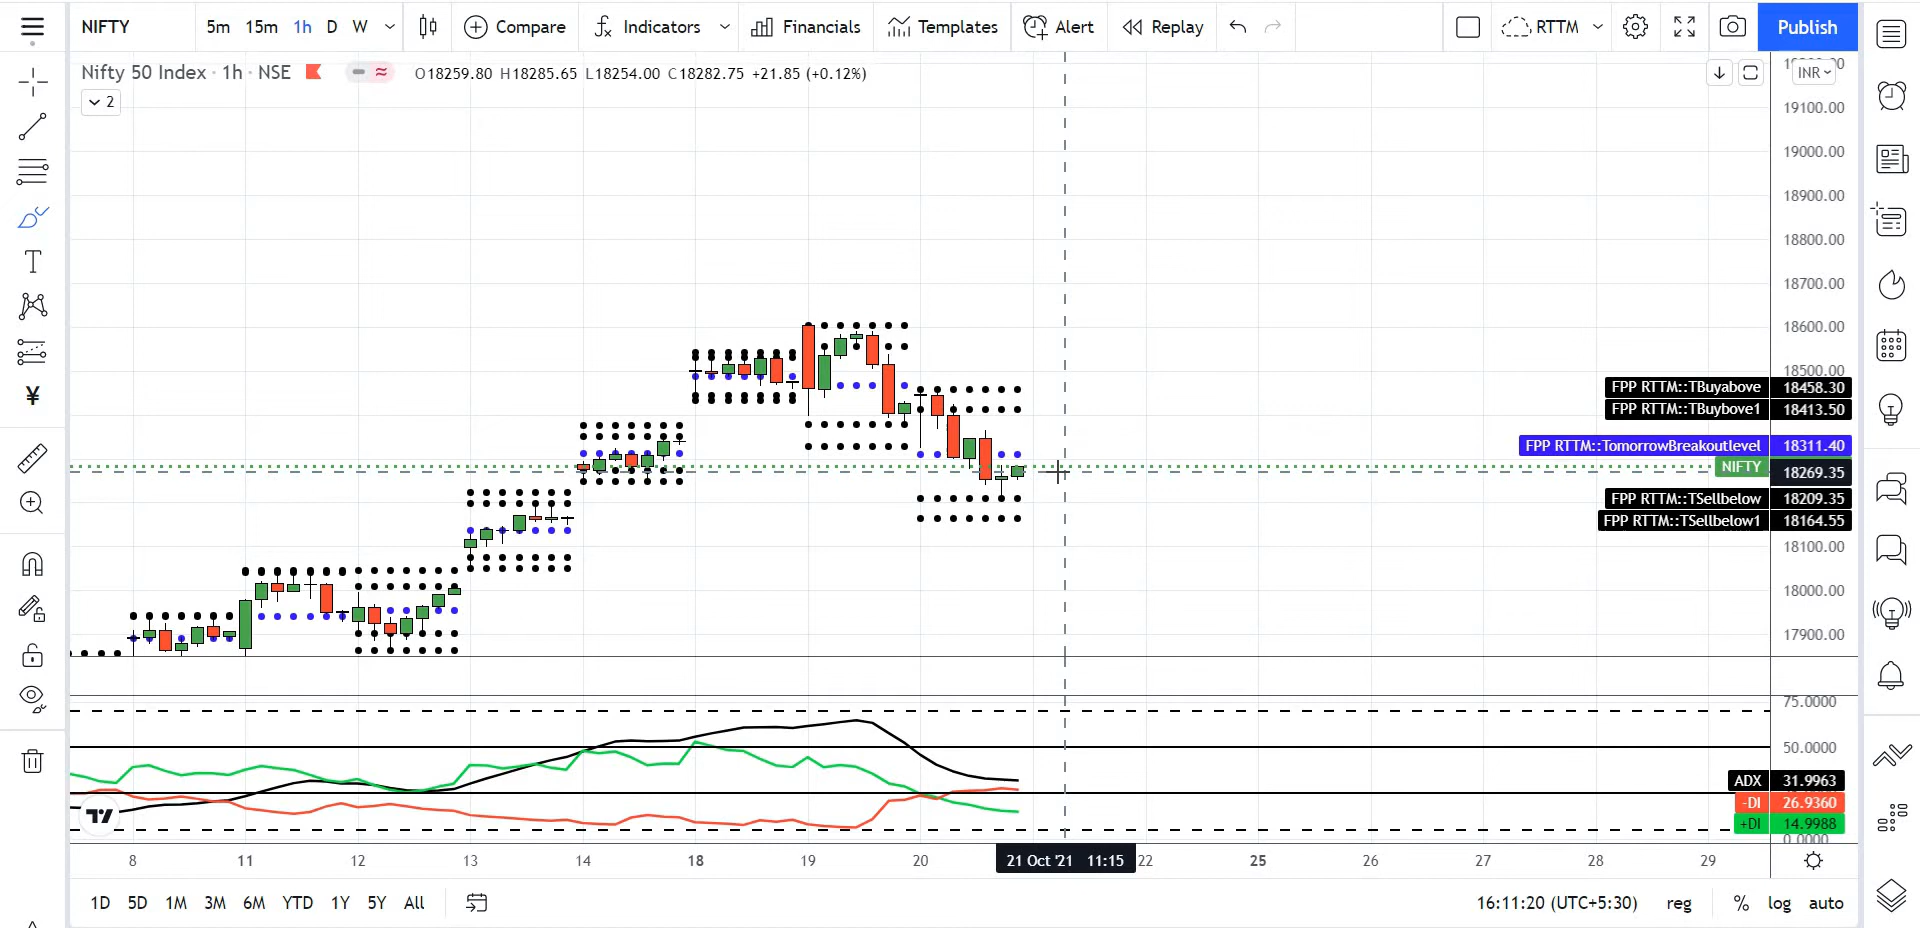 NIFTY 5m 15m 1h D W Compare Indicators Financials Templates Alert Replay RTTM Publish
Nifty 50 Index · 1h · NSE O18259.80 H18285.65 L18254.00 C18282.75 +21.85 (+0.12%)
INR
2
19100.00
19000.00
18900.00
18800.00
18700.00
18600.00
18500.00
FPP RTTM::TBuyabove 18458.30
FPP RTTM::TBuybove1 18413.50
FPP RTTM::TomorrowBreakoutlevel 18311.40
NIFTY 18269.35
FPP RTTM::TSellbelow 18209.35
FPP RTTM::TSellbelow1 18164.55
18100.00
18000.00
17900.00
75.0000
50.0000
ADX 31.9963
-DI 26.9360
+DI 14.9988
0.0000
8 11 12 13 14 18 19 20 21 Oct '21 11:15 22 25 26 27 28 29
1D 5D 1M 3M 6M YTD 1Y 5Y All 16:11:20 (UTC+5:30) reg % log auto